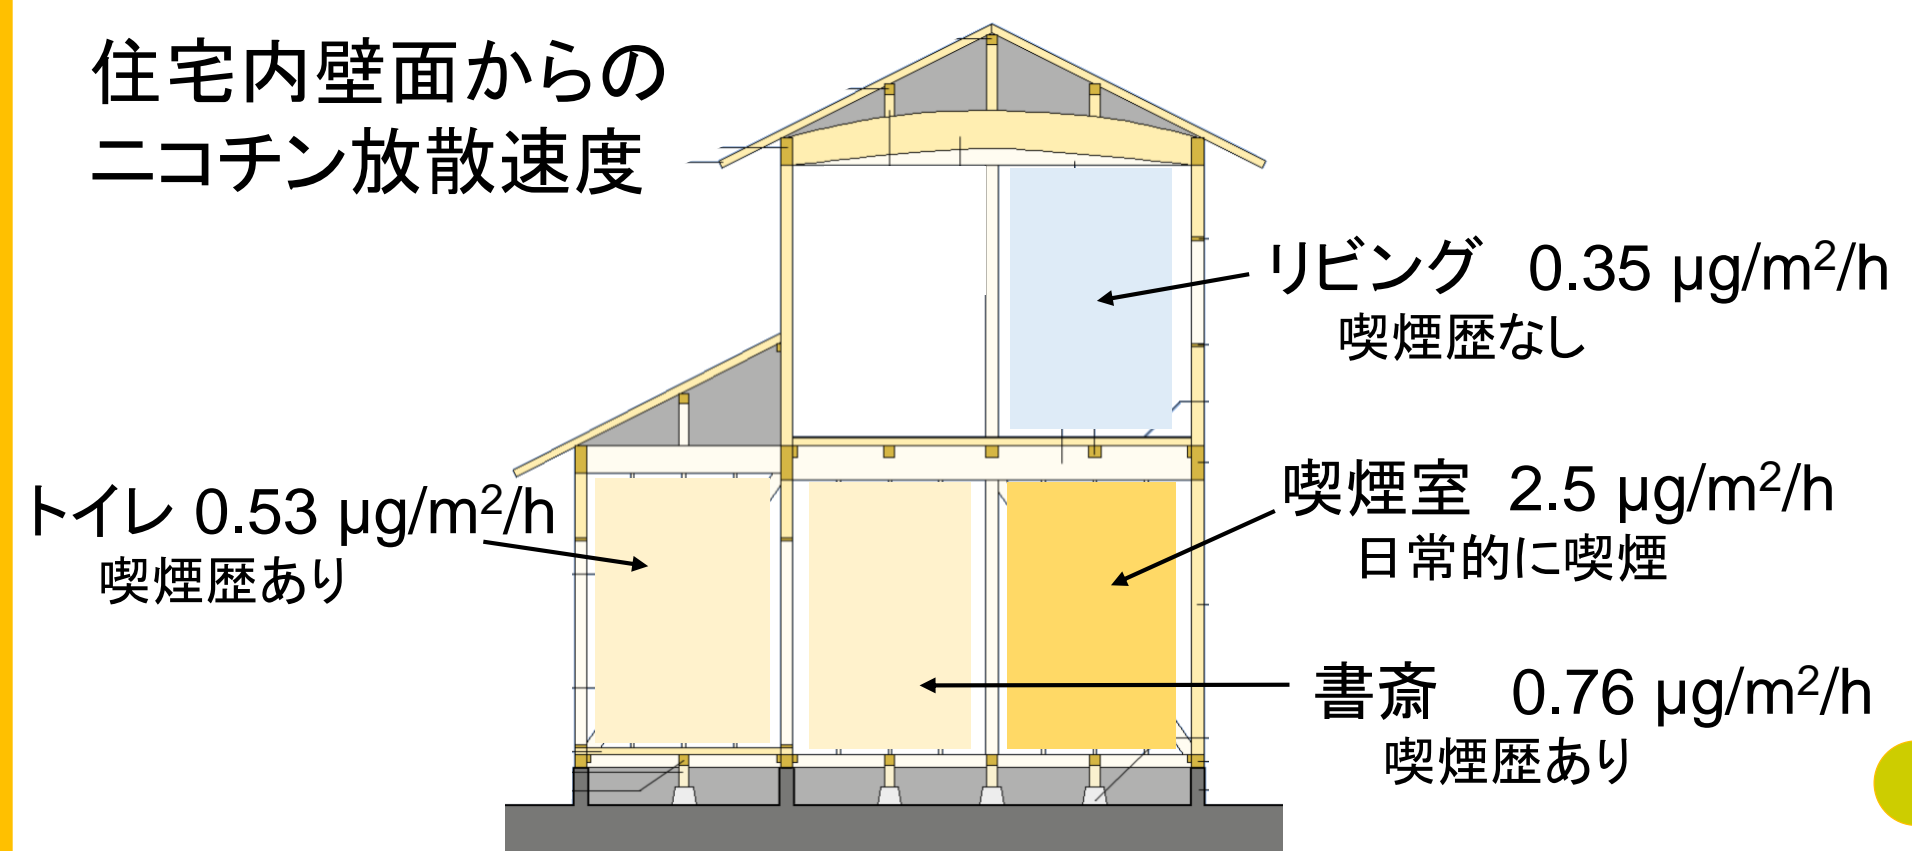 住宅内壁面からの
ニコチン放散速度
リビング 0.35 μg/m²/h
喫煙歴なし
トイレ 0.53 μg/m²/h
喫煙歴あり
喫煙室 2.5 μg/m²/h
日常的に喫煙
書斎 0.76 μg/m²/h
喫煙歴あり